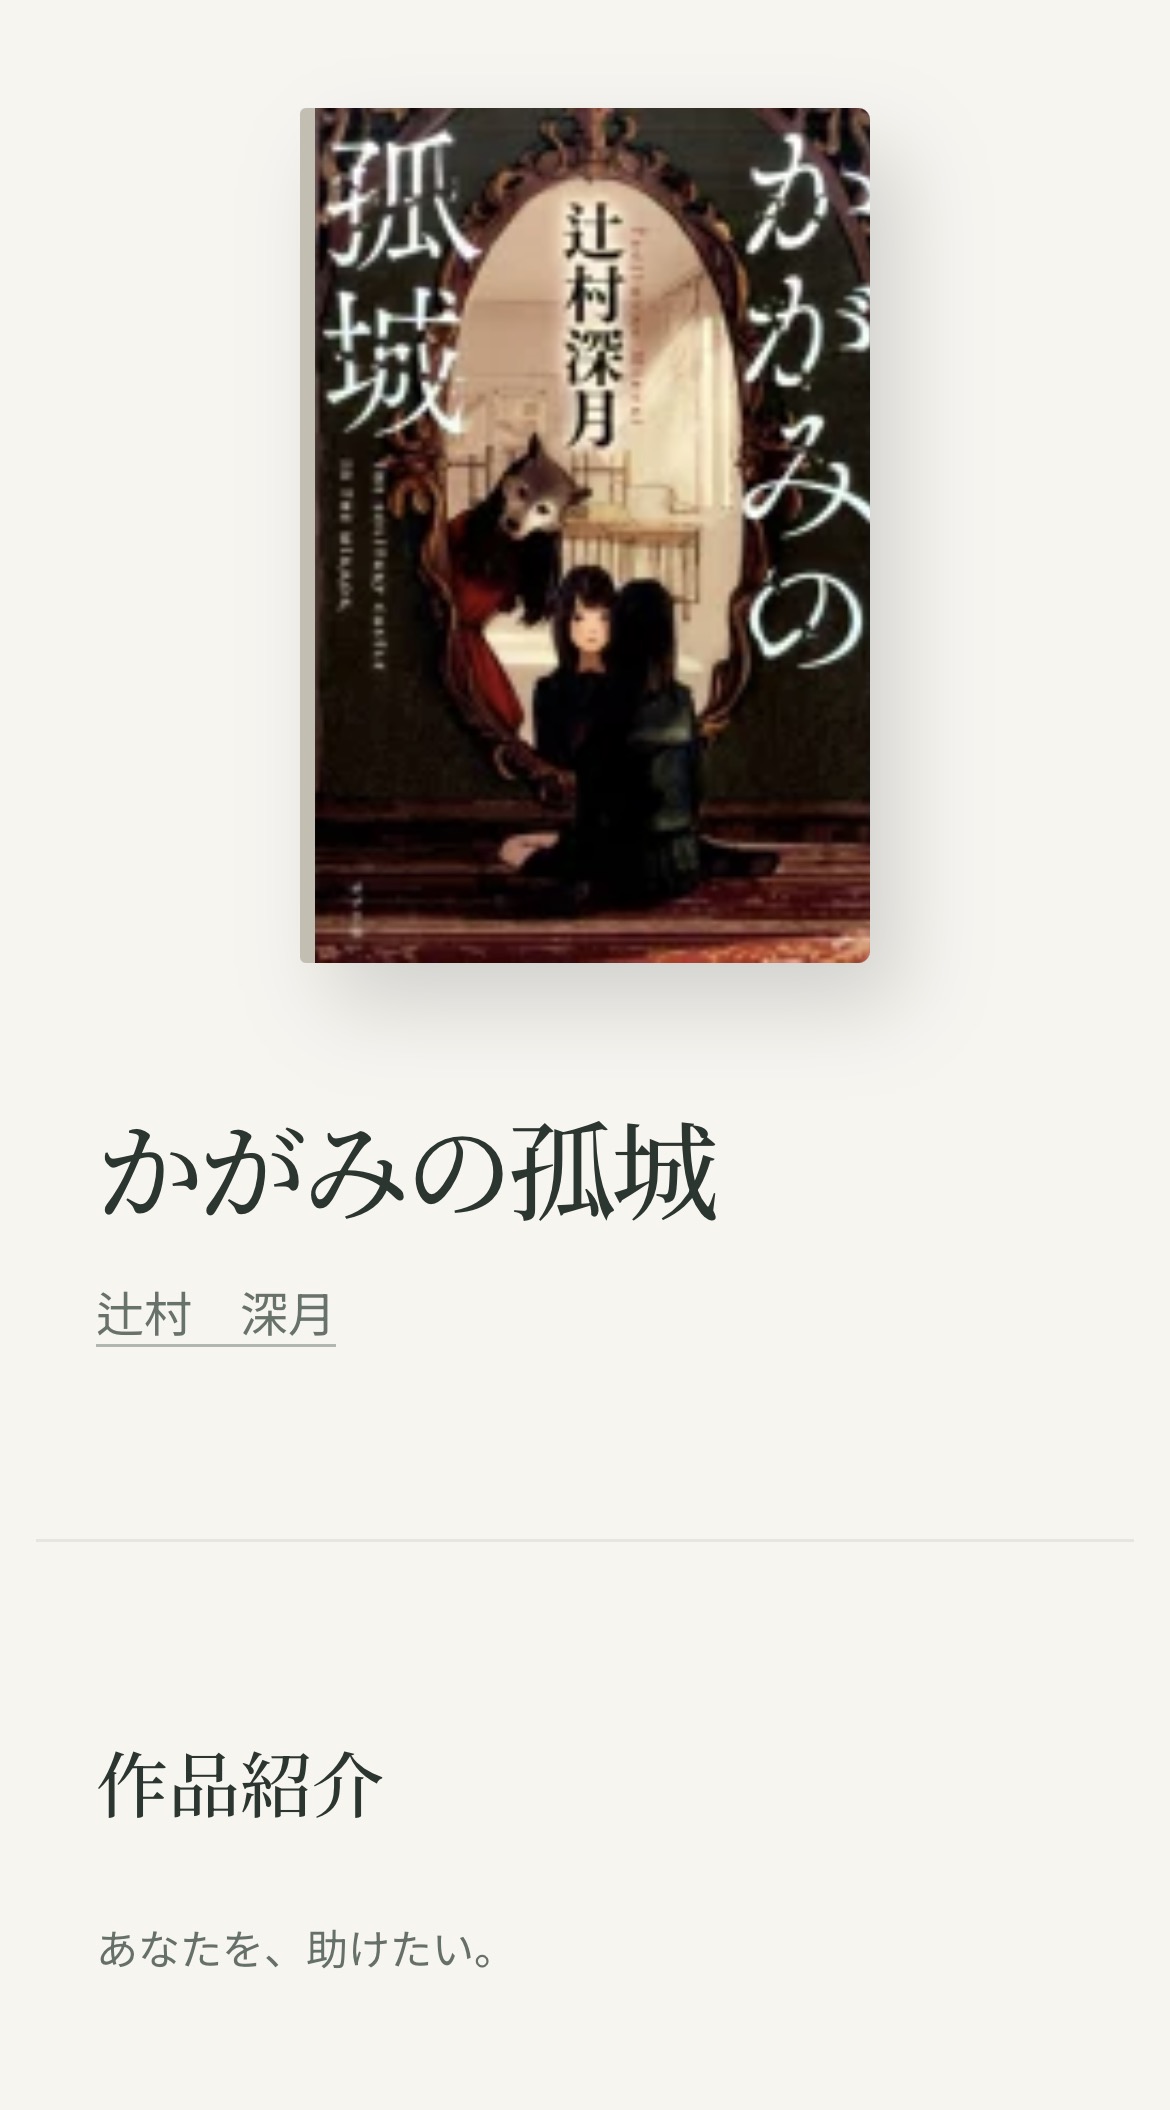 かがみの
孤城
辻村深月
かがみの孤城
辻村　深月
作品紹介
あなたを、助けたい。